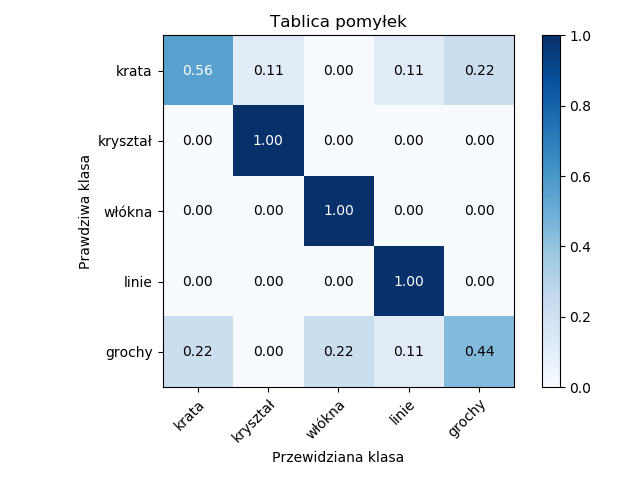 Tablica pomyłek
Prawdziwa klasa
krata 0.56 0.11 0.00 0.11 0.22
kryształ 0.00 1.00 0.00 0.00 0.00
włókna 0.00 0.00 1.00 0.00 0.00
linie 0.00 0.00 0.00 1.00 0.00
grochy 0.22 0.00 0.22 0.11 0.44
krata kryształ włókna linie grochy
Przewidziana klasa
1.0
0.8
0.6
0.4
0.2
0.0